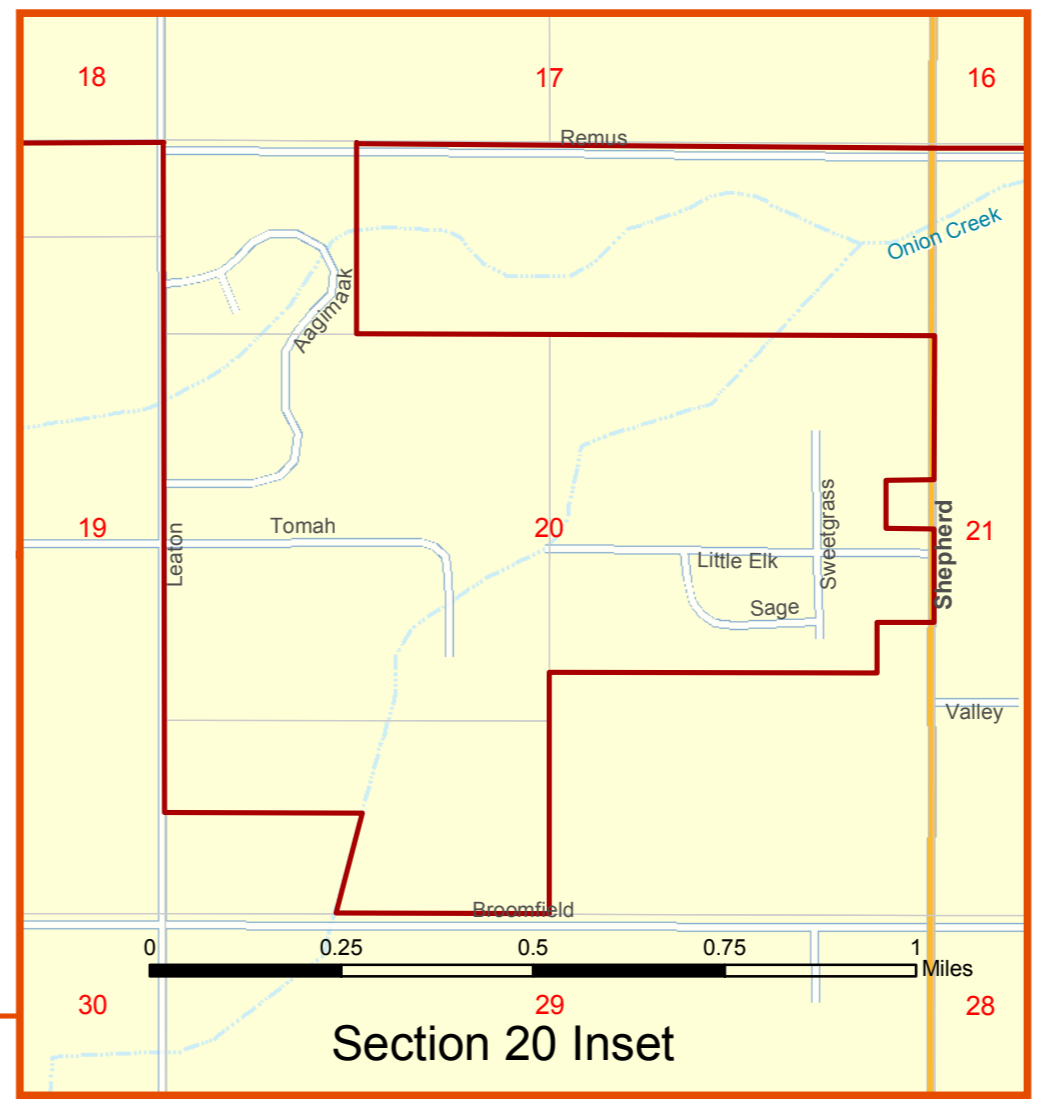 18
17
16
Remus
Onion Creek
Aagimaak
19
Leaton
Tomah
20
Little Elk
Sage
Sweetgrass
Shepherd
21
Valley
Broomfield
0 0.25 0.5 0.75 1
Miles
30
29
28
Section 20 Inset